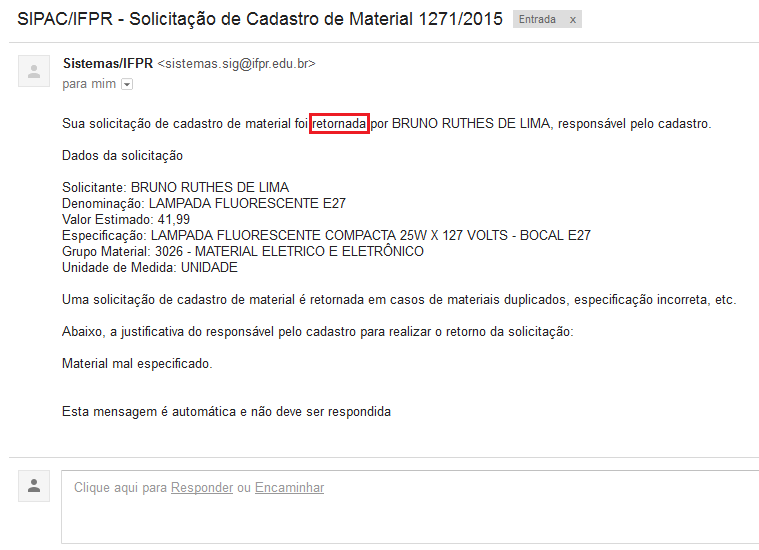 SIPAC/IFPR - Solicitação de Cadastro de Material 1271/2015 Entrada x
Sistemas/IFPR <sistemas.sig@ifpr.edu.br>
para mim
Sua solicitação de cadastro de material foi retornada por BRUNO RUTHES DE LIMA, responsável pelo cadastro.
Dados da solicitação
Solicitante: BRUNO RUTHES DE LIMA
Denominação: LAMPADA FLUORESCENTE E27
Valor Estimado: 41,99
Especificação: LAMPADA FLUORESCENTE COMPACTA 25W X 127 VOLTS - BOCAL E27
Grupo Material: 3026 - MATERIAL ELETRICO E ELETRÔNICO
Unidade de Medida: UNIDADE
Uma solicitação de cadastro de material é retornada em casos de materiais duplicados, especificação incorreta, etc.
Abaixo, a justificativa do responsável pelo cadastro para realizar o retorno da solicitação:
Material mal especificado.
Esta mensagem é automática e não deve ser respondida
Clique aqui para Responder ou Encaminhar